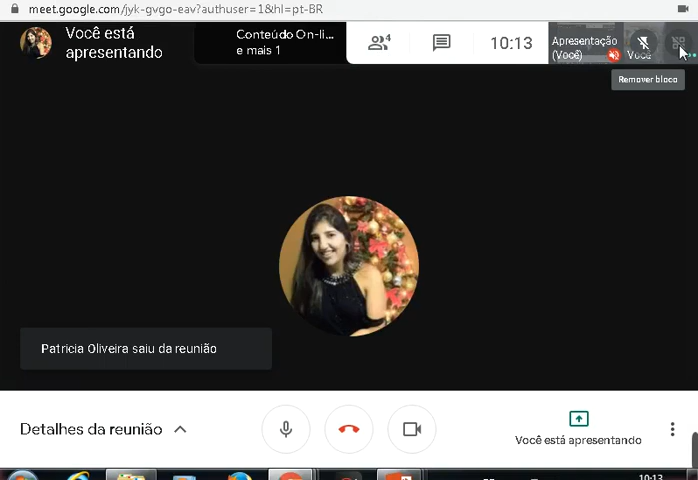 meet.google.com/jyk-gvgo-eav?authuser=1&hl=pt-BR
Você está
apresentando
Conteúdo On-li...
e mais 1
4
10:13
Apresentação
(Você)
Você
Remover bloco
Patricia Oliveira saiu da reunião
Detalhes da reunião
Você está apresentando
10:13